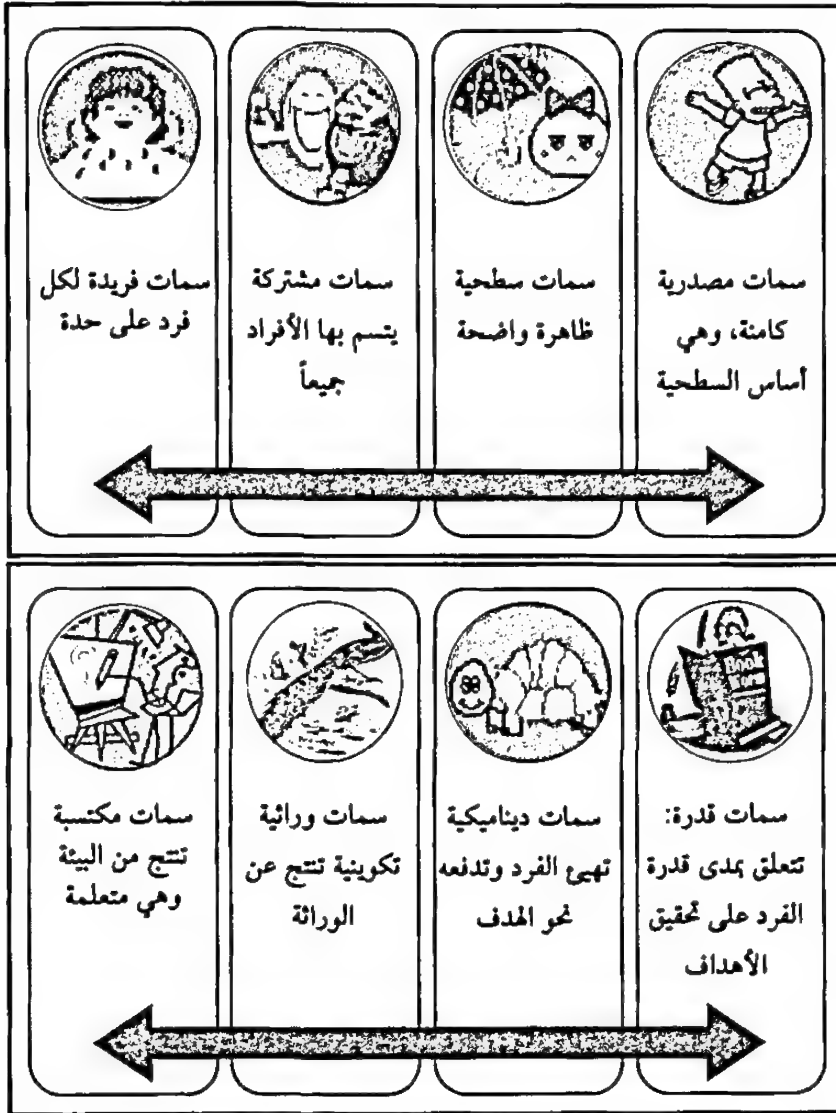 سمات مصدرية
كامنة، وهي
أساس السطحية
سمات سطحية
ظاهرة واضحة
سمات مشتركة
يتسم بها الأفراد
جميعاً
سمات فريدة لكل
فرد على حدة
Book
سمات قدرة:
تتعلق بمدى قدرة
الفرد على تحقيق
الأهداف
سمات ديناميكية
تهيئ الفرد وتدفعه
نحو الهدف
سمات وراثية
تكوينية تنتج عن
الوراثة
سمات مكتسبة
تنتج من البيئة
وهي متعلمة